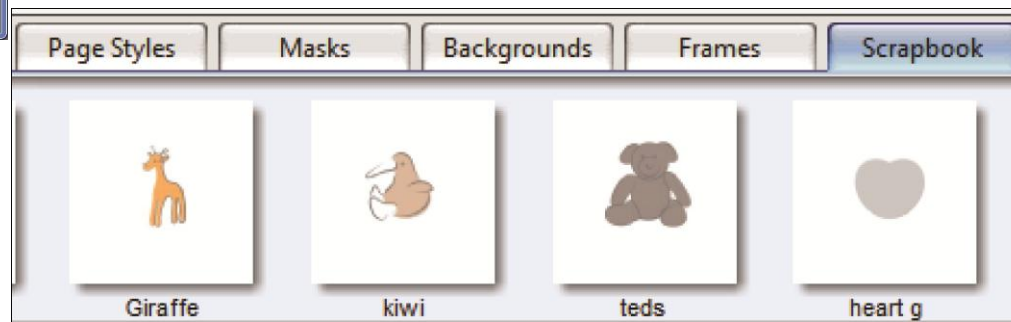 Page Styles Masks Backgrounds Frames Scrapbook
Giraffe kiwi teds heart g